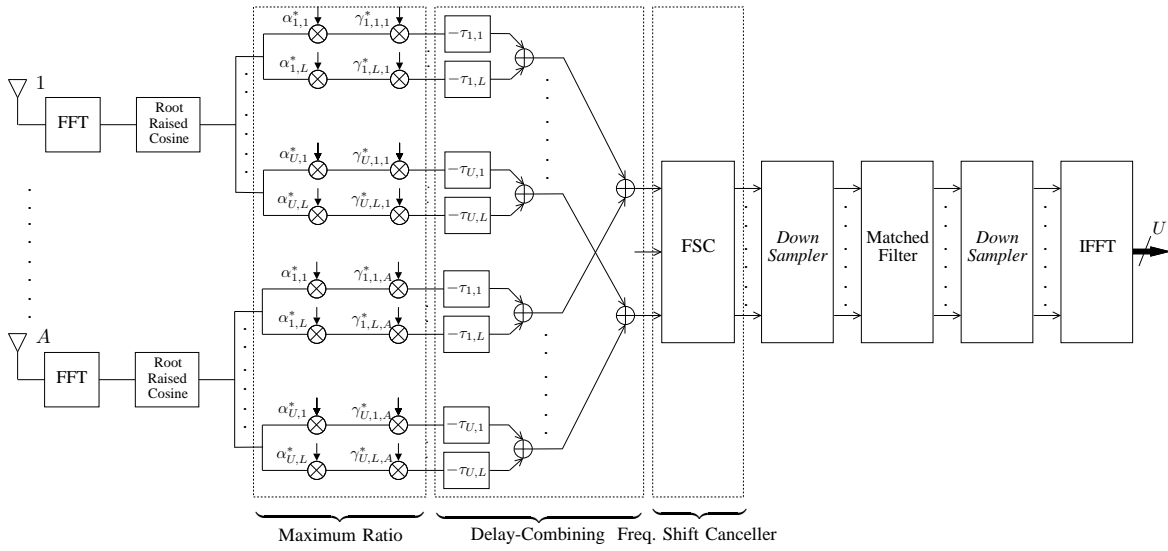 α*₁,₁ γ*₁,₁,₁ −τ₁,₁
α*₁,L γ*₁,L,₁ −τ₁,L
1
FFT
Root
Raised
Cosine
α*U,₁ γ*U,₁,₁ −τU,₁
α*U,L γ*U,L,₁ −τU,L
FSC
Down
Sampler
Matched
Filter
Down
Sampler
IFFT
U
α*₁,₁ γ*₁,₁,A −τ₁,₁
α*₁,L γ*₁,L,A −τ₁,L
A
FFT
Root
Raised
Cosine
α*U,₁ γ*U,₁,A −τU,₁
α*U,L γ*U,L,A −τU,L
Maximum Ratio
Delay-Combining
Freq. Shift Canceller